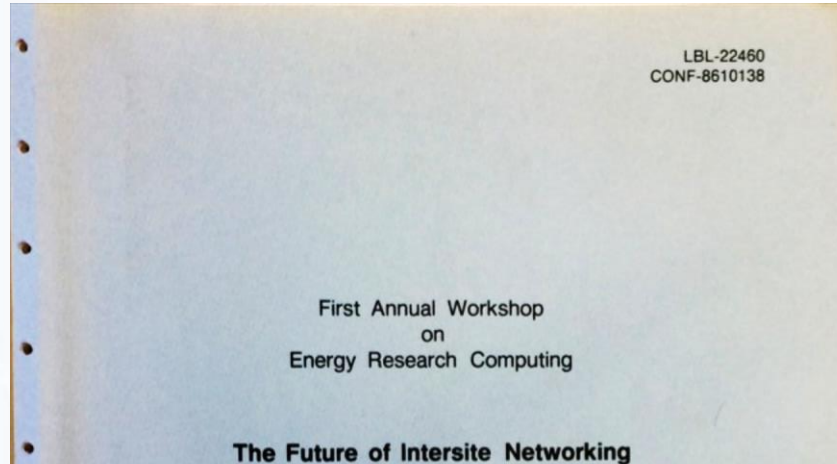 LBL-22460
CONF-8610138
First Annual Workshop
on
Energy Research Computing
The Future of Intersite Networking